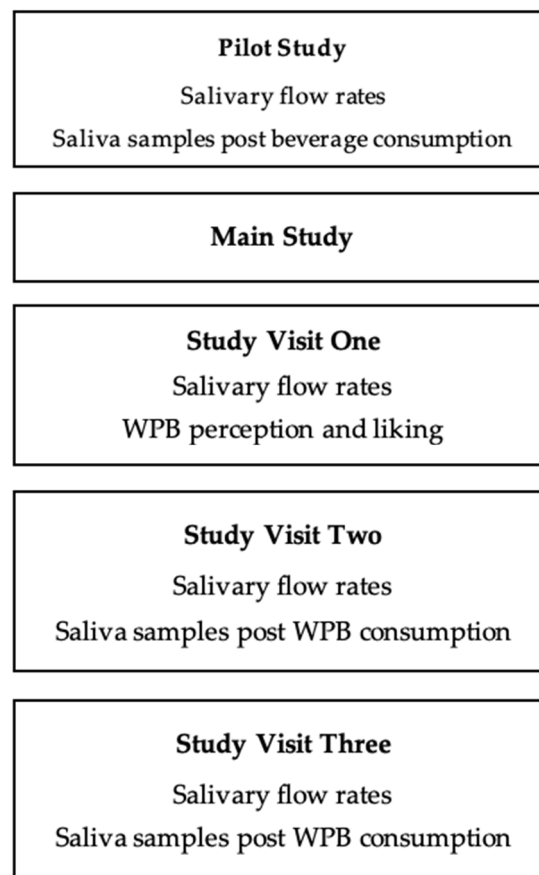 Pilot Study
Salivary flow rates
Saliva samples post beverage consumption
Main Study
Study Visit One
Salivary flow rates
WPB perception and liking
Study Visit Two
Salivary flow rates
Saliva samples post WPB consumption
Study Visit Three
Salivary flow rates
Saliva samples post WPB consumption